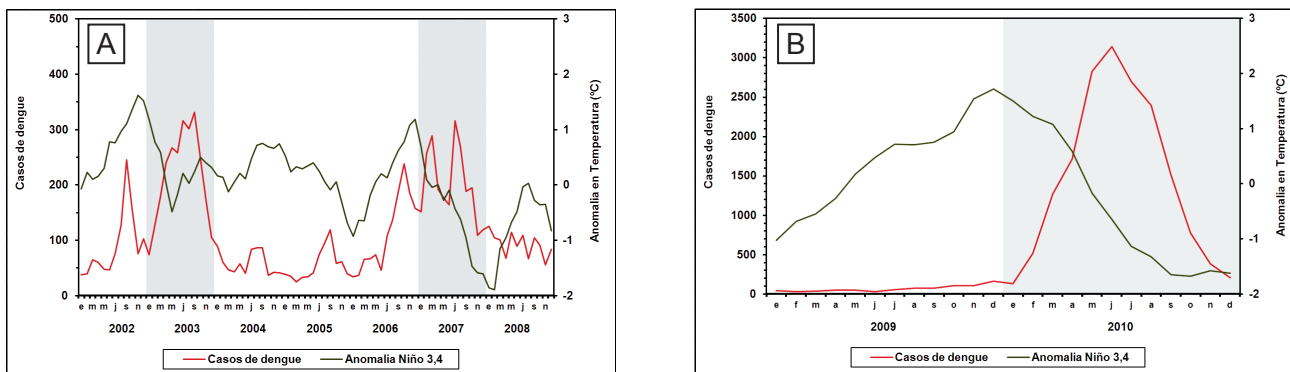 A
Casos de dengue
500
400
300
200
100
0
3
2
1
0
-1
-2
Anomalia en Temperatura (ºC)
e m m j s n e m m j s n e m m j s n e m m j s n e m m j s n e m m j s n e m m j s n
2002 2003 2004 2005 2006 2007 2008
Casos de dengue Anomalia Niño 3,4
B
Casos de dengue
3500
3000
2500
2000
1500
1000
500
0
3
2
1
0
-1
-2
Anomalia en Temperatura (ºC)
e f m a m j j a s o n d e f m a m j j a s o n d
2009 2010
Casos de dengue Anomalia Niño 3,4